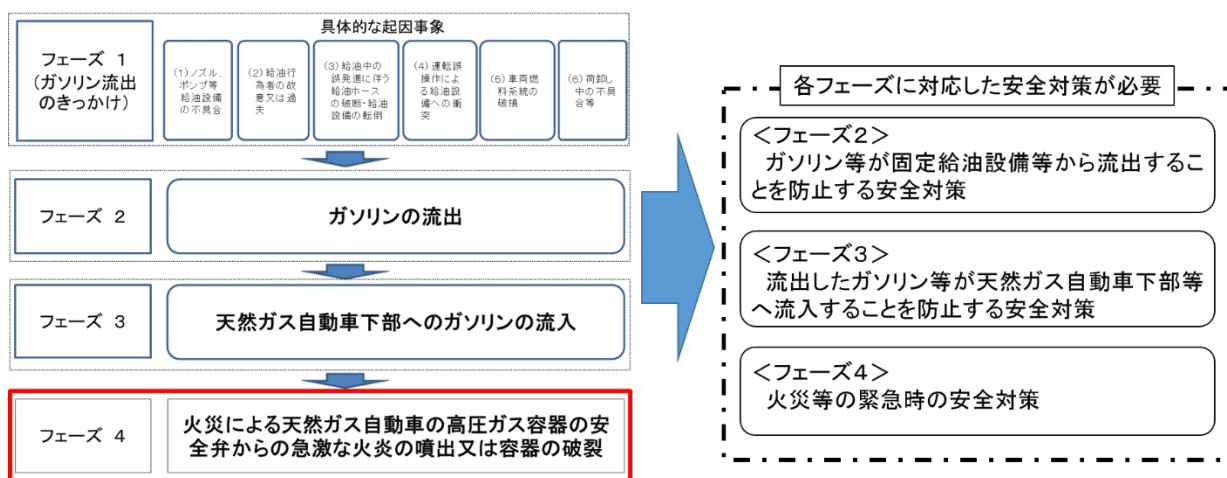 具体的な起因事象
フェーズ 1
(ガソリン流出
のきっかけ)
(1)ノズル、
ポンプ等
給油設備
の不具合
(2)給油行
為者の故
意又は過
失
(3)給油中の
誤発進に伴う
給油ホース
の破断・給油
設備の転倒
(4)運転誤
操作によ
る給油設
備への衝
突
(5)車両燃
料系統の
破損
(6)荷卸し
中の不具
合等
フェーズ 2
ガソリンの流出
フェーズ 3
天然ガス自動車下部へのガソリンの流入
フェーズ 4
火災による天然ガス自動車の高圧ガス容器の安
全弁からの急激な火炎の噴出又は容器の破裂
各フェーズに対応した安全対策が必要
<フェーズ2>
ガソリン等が固定給油設備等から流出するこ
とを防止する安全対策
<フェーズ3>
流出したガソリン等が天然ガス自動車下部等
へ流入することを防止する安全対策
<フェーズ4>
火災等の緊急時の安全対策